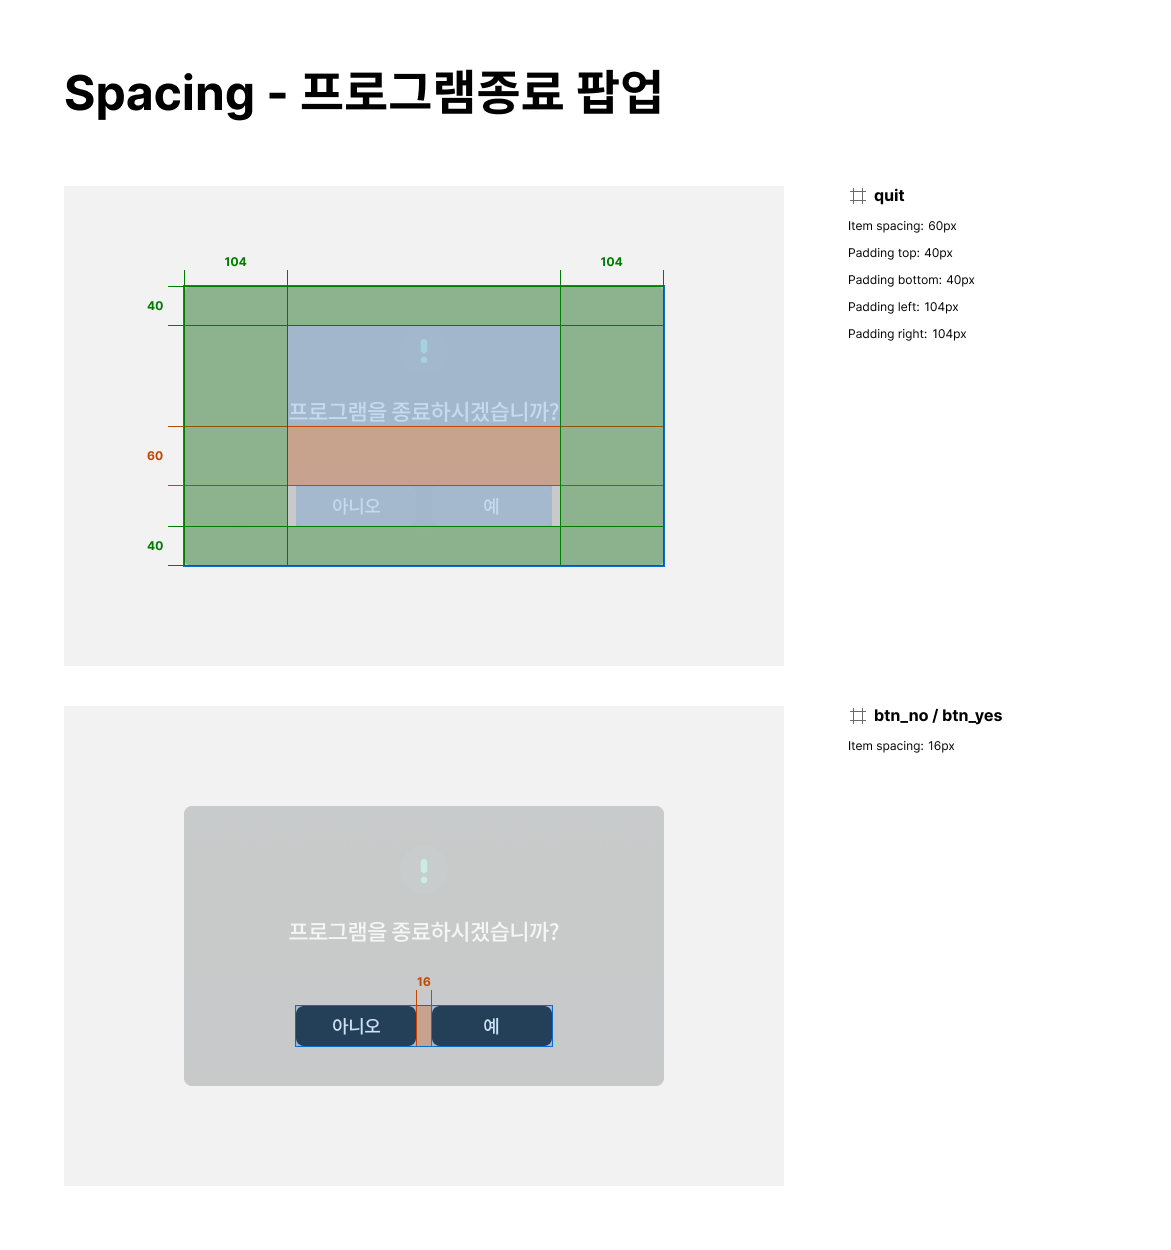 Spacing - 프로그램종료 팝업
quit
Item spacing: 60px
Padding top: 40px
Padding bottom: 40px
Padding left: 104px
Padding right: 104px
104 104
40
!
프로그램을 종료하시겠습니까?
60
아니오 예
40
btn_no / btn_yes
Item spacing: 16px
!
프로그램을 종료하시겠습니까?
16
아니오 예